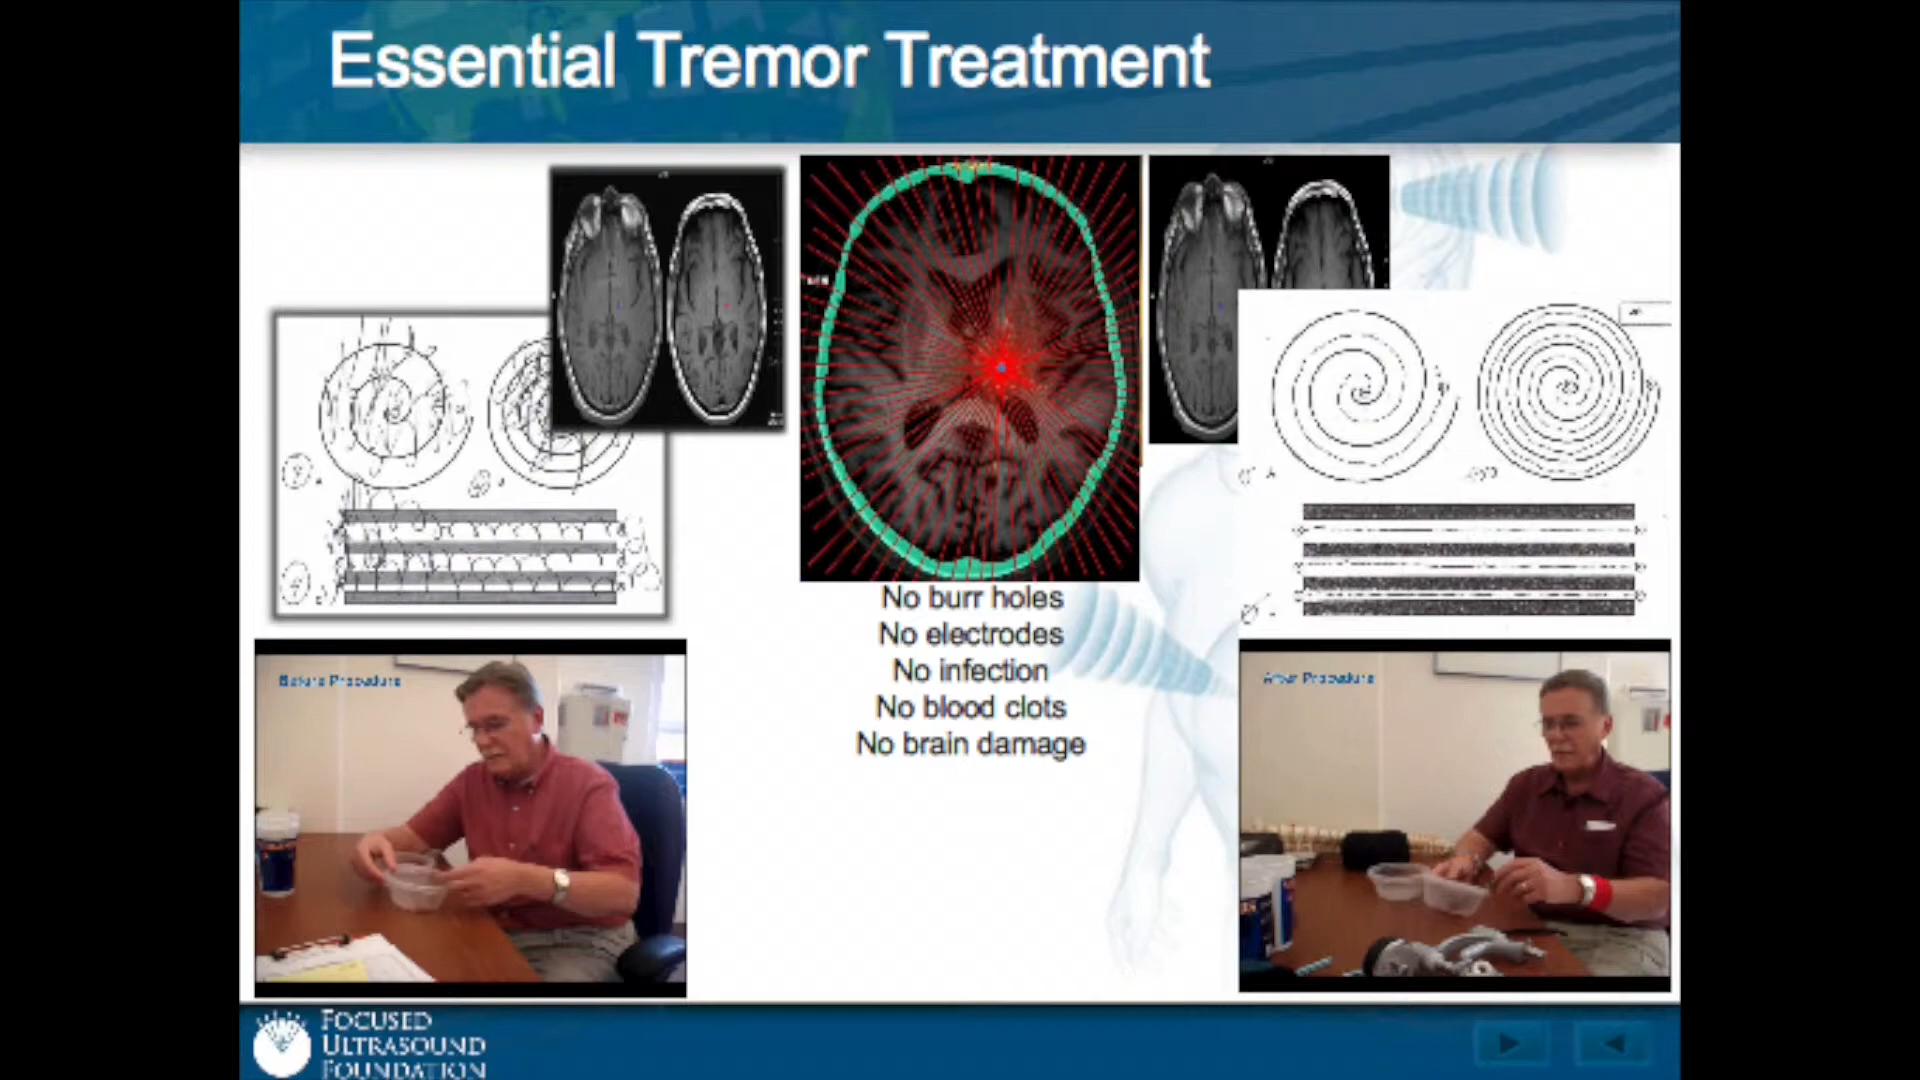 Essential Tremor Treatment
No burr holes
No electrodes
No infection
No blood clots
No brain damage
Before Procedure
After Procedure
FOCUSED
ULTRASOUND
FOUNDATION